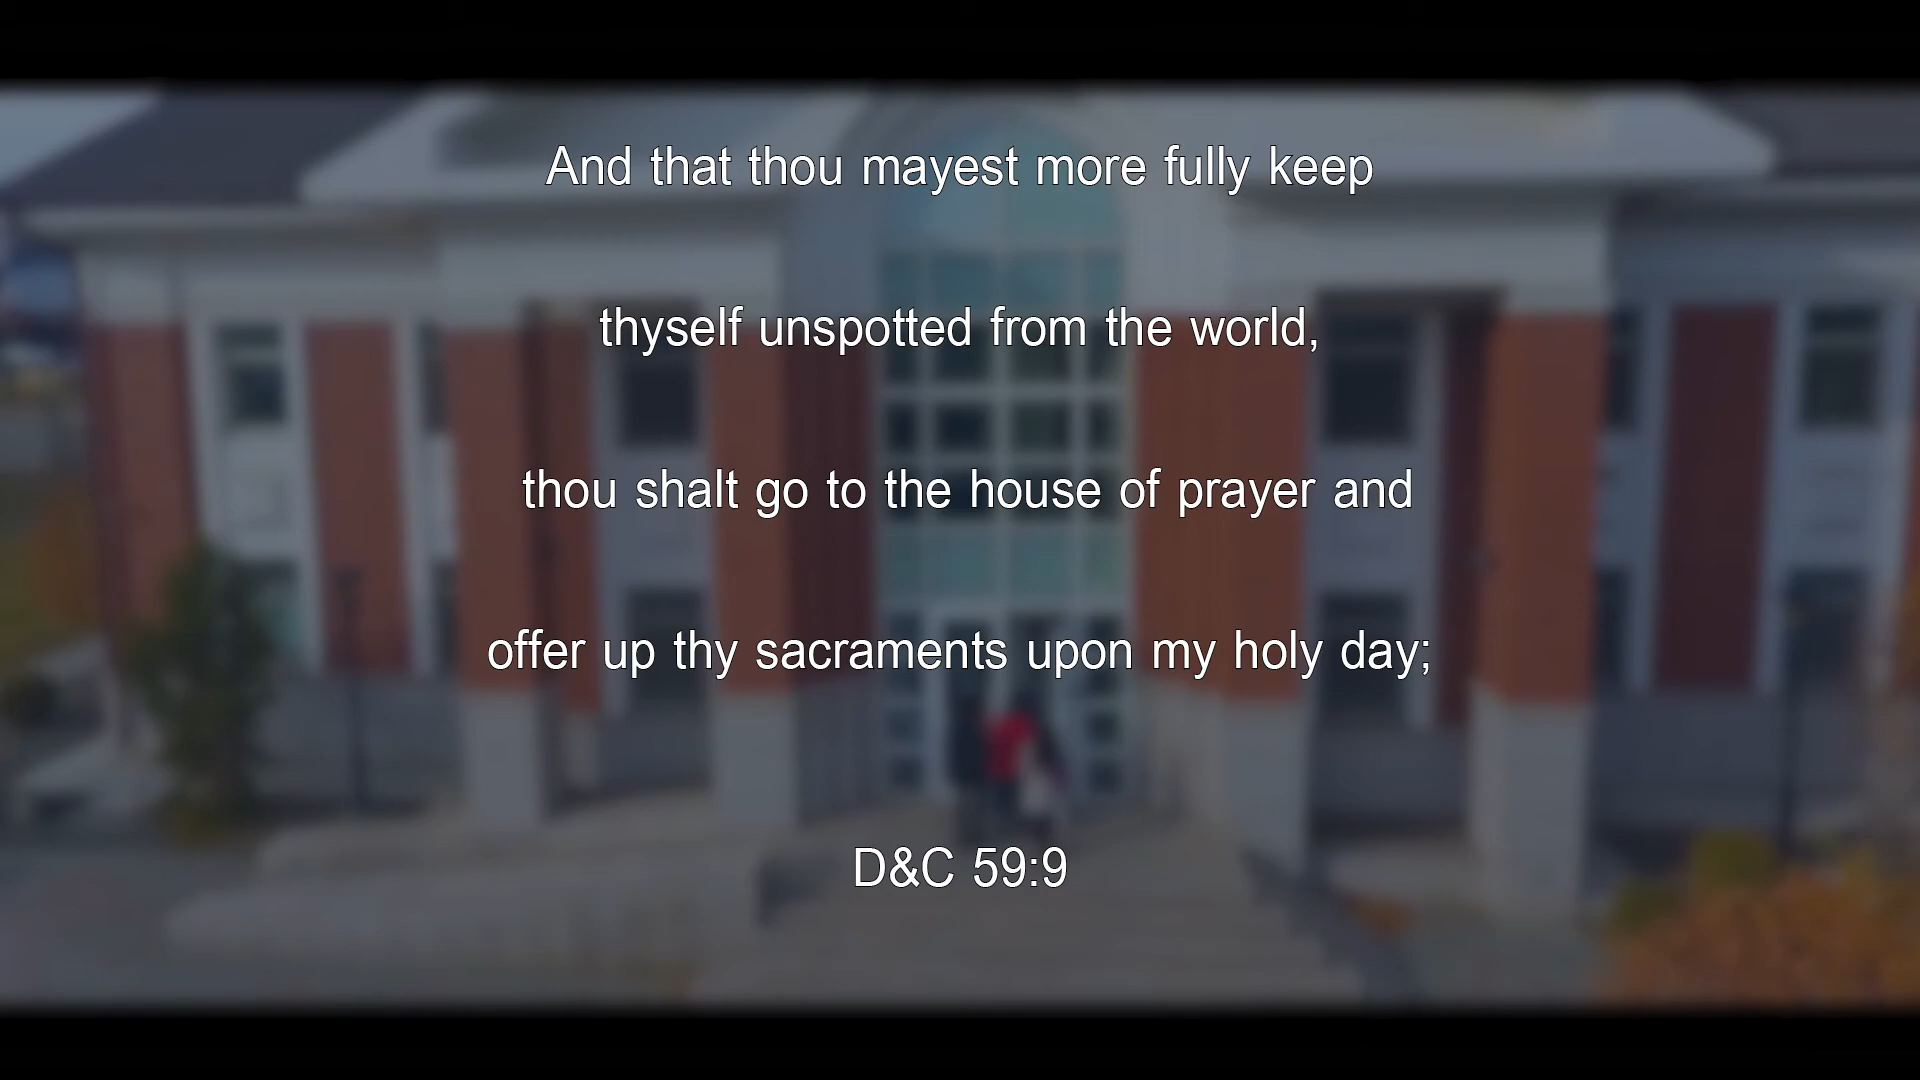 And that thou mayest more fully keep
thyself unspotted from the world,
thou shalt go to the house of prayer and
offer up thy sacraments upon my holy day;
D&C 59:9